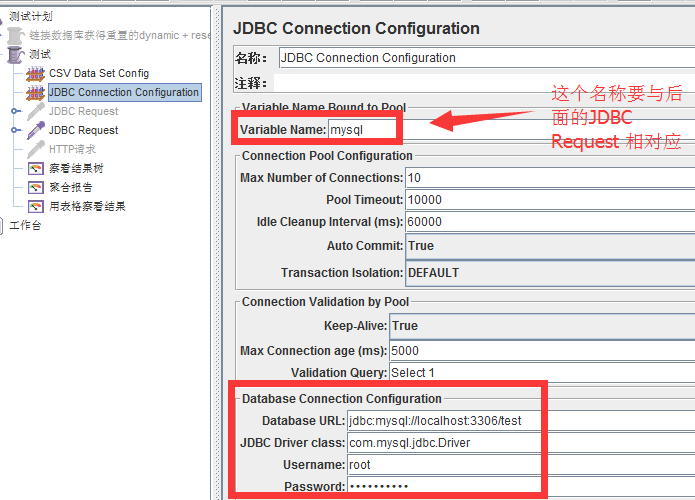 测试计划
链接数据库获得重置的dynamic + rese
测试
CSV Data Set Config
JDBC Connection Configuration
JDBC Request
JDBC Request
HTTP请求
察看结果树
聚合报告
用表格察看结果
工作台
JDBC Connection Configuration
名称： JDBC Connection Configuration
注释：
Variable Name Bound to Pool
Variable Name: mysql
这个名称要与后
面的JDBC
Request 相对应
Connection Pool Configuration
Max Number of Connections: 10
Pool Timeout: 10000
Idle Cleanup Interval (ms): 60000
Auto Commit: True
Transaction Isolation: DEFAULT
Connection Validation by Pool
Keep-Alive: True
Max Connection age (ms): 5000
Validation Query: Select 1
Database Connection Configuration
Database URL: jdbc:mysql://localhost:3306/test
JDBC Driver class: com.mysql.jdbc.Driver
Username: root
Password: ••••••••••